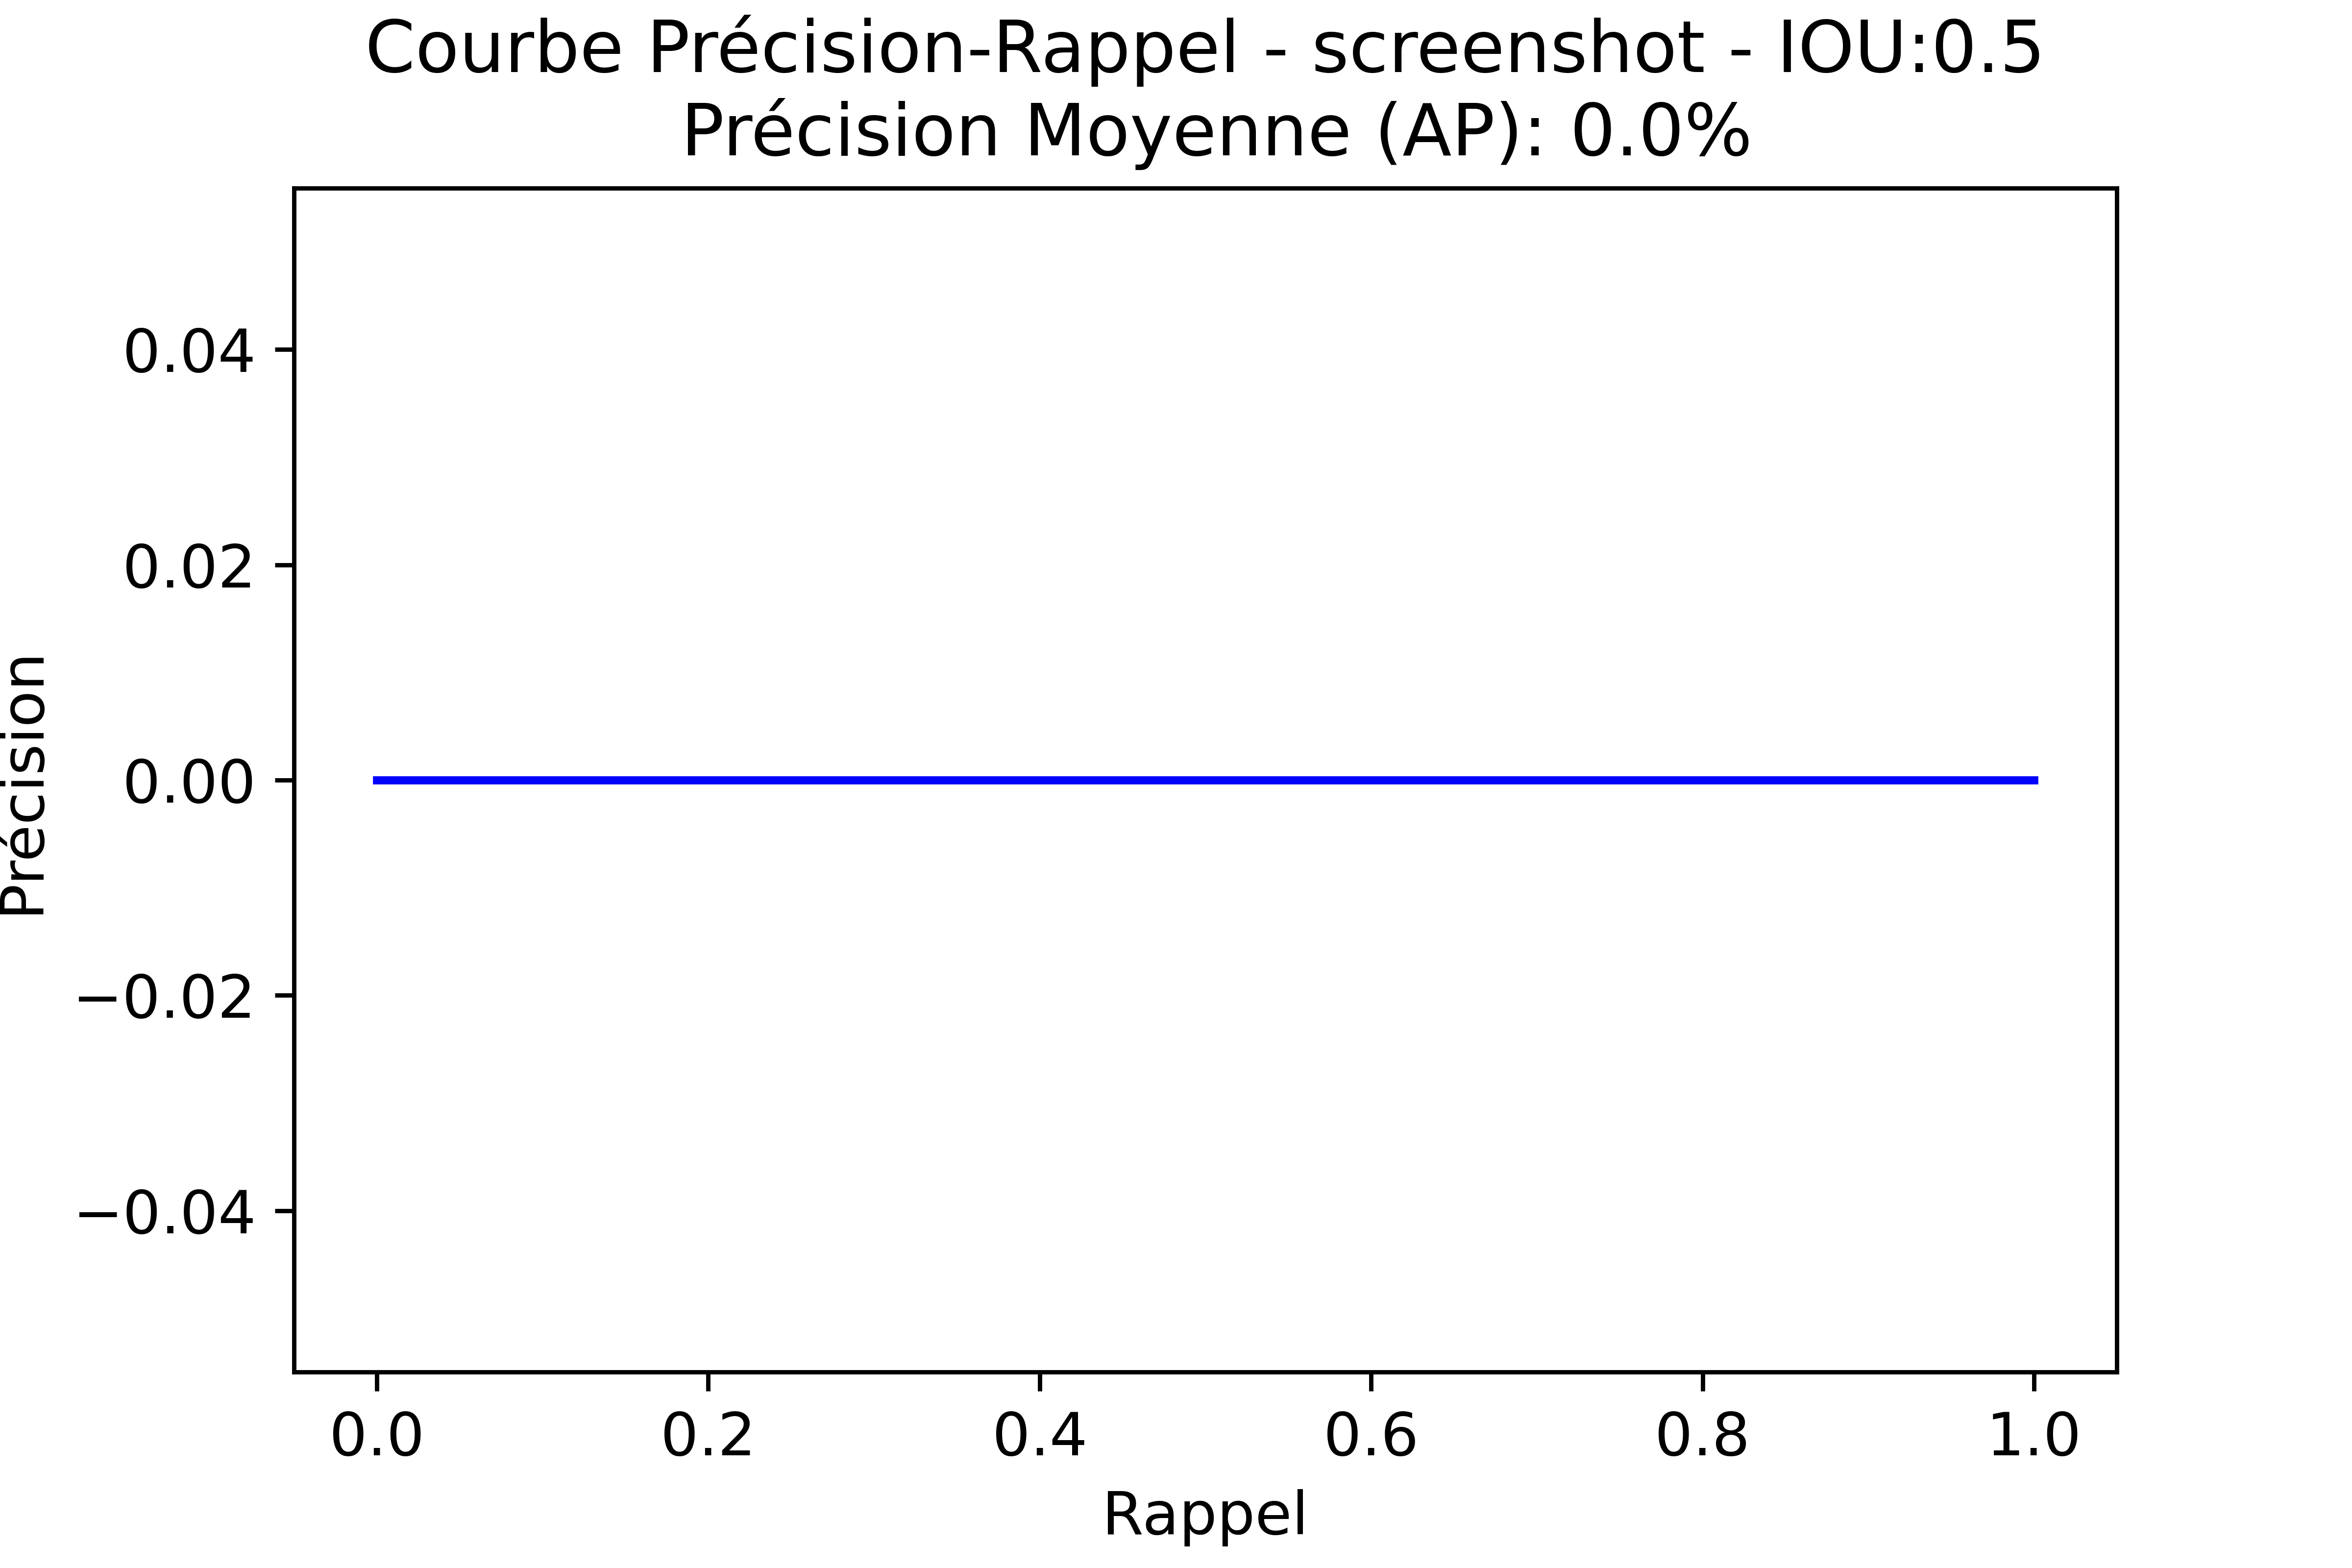 Courbe Précision-Rappel - screenshot - IOU:0.5
Précision Moyenne (AP): 0.0%
0.04
0.02
0.00
−0.02
−0.04
Précision
0.0 0.2 0.4 0.6 0.8 1.0
Rappel